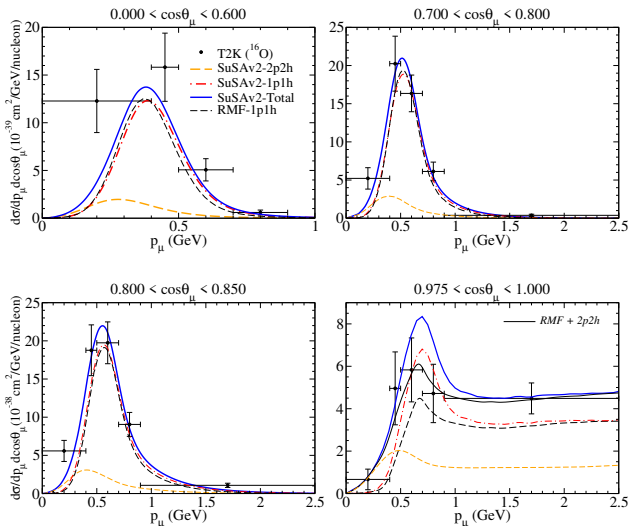 0.000 < cosθμ < 0.600
0.700 < cosθμ < 0.800
dσ/dpμdcosθμ (10⁻³⁹ cm²/GeV/nucleon)
20
15
10
5
0
T2K (¹⁶O)
SuSAv2-2p2h
SuSAv2-1p1h
SuSAv2-Total
RMF-1p1h
0 0.5 1
pμ (GeV)
25
20
15
10
5
0
0 0.5 1 1.5 2 2.5
pμ (GeV)
0.800 < cosθμ < 0.850
0.975 < cosθμ < 1.000
dσ/dpμdcosθμ (10⁻³⁸ cm²/GeV/nucleon)
25
20
15
10
5
0
0 0.5 1 1.5 2 2.5
pμ (GeV)
RMF + 2p2h
8
6
4
2
0
0 0.5 1 1.5 2 2.5
pμ (GeV)